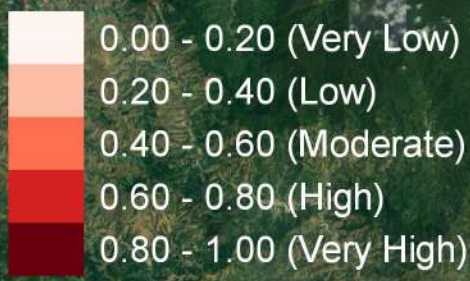 0.00 - 0.20 (Very Low)
0.20 - 0.40 (Low)
0.40 - 0.60 (Moderate)
0.60 - 0.80 (High)
0.80 - 1.00 (Very High)